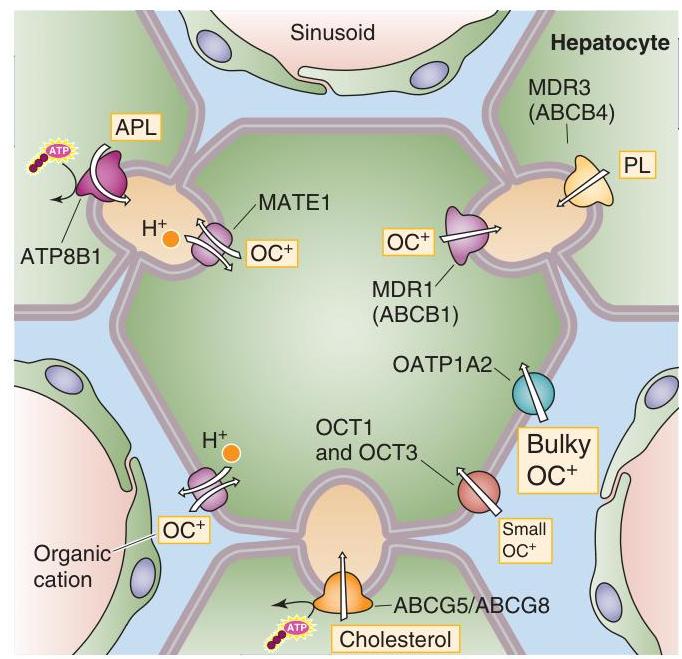 Sinusoid
Hepatocyte
MDR3
(ABCB4)
APL
ATP
PL
MATE1
H+
OC+
OC+
ATP8B1
MDR1
(ABCB1)
OATP1A2
OCT1
and OCT3
H+
Bulky
OC+
OC+
Small
OC+
Organic
cation
ABCG5/ABCG8
ATP
Cholesterol